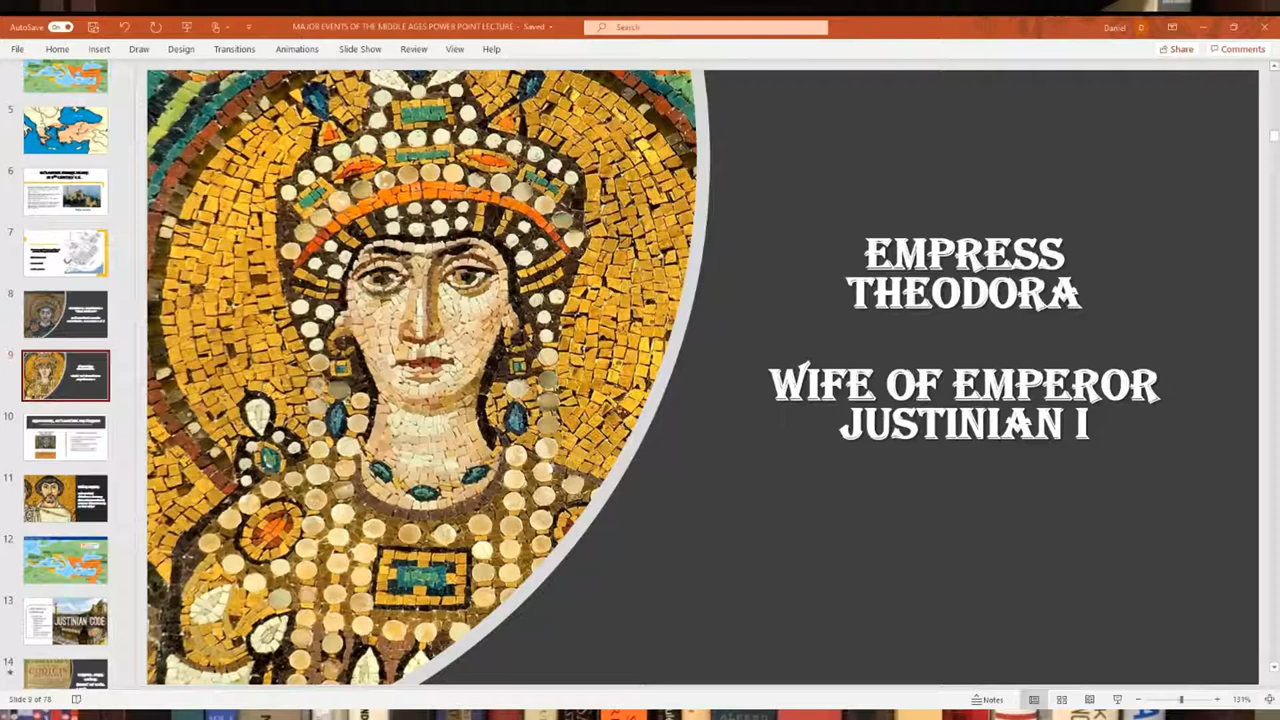 AutoSave On MAJOR EVENTS OF THE MIDDLE AGES POWER POINT LECTURE - Saved Search Daniel D
File Home Insert Draw Design Transitions Animations Slide Show Review View Help Share Comments
EMPRESS
THEODORA
WIFE OF EMPEROR
JUSTINIAN I
5
6
7
8
9
10
11
12
13
JUSTINIAN CODE
14
CODICIS
Slide 9 of 78 Notes 131%